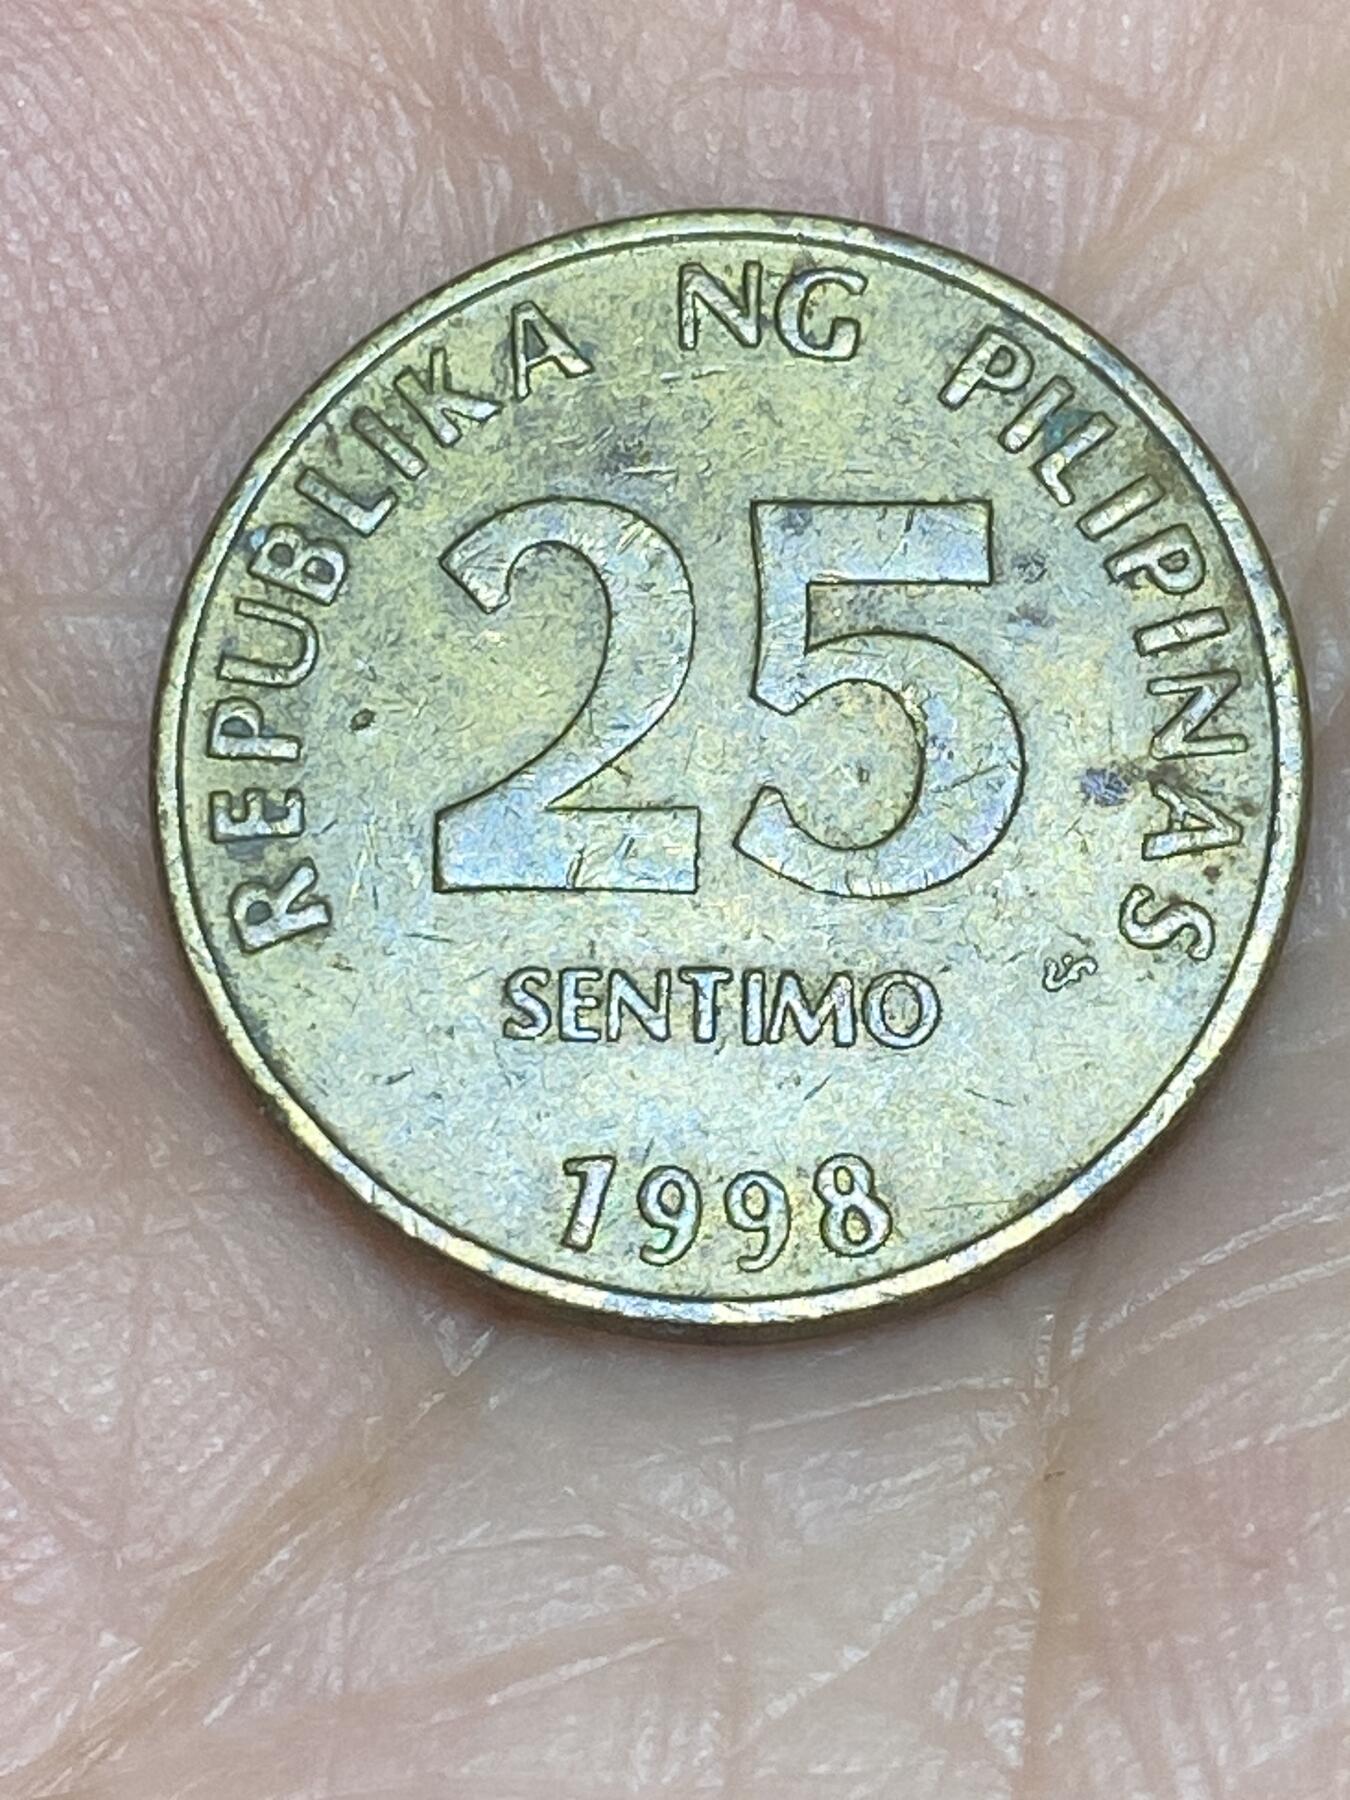 REPUBLIKA NG PILIPINAS
25
SENTIMO
1998